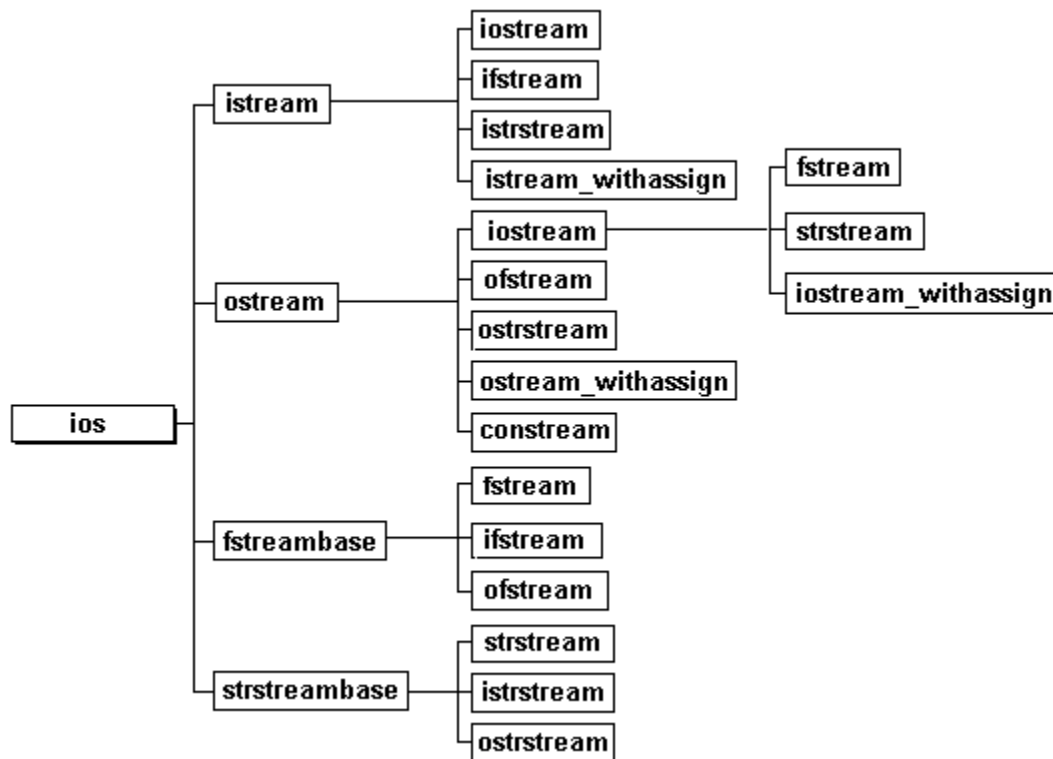 ios
istream
iostream
ifstream
istrstream
istream_withassign
ostream
iostream
fstream
strstream
iostream_withassign
ofstream
ostrstream
ostream_withassign
constream
fstreambase
fstream
ifstream
ofstream
strstreambase
strstream
istrstream
ostrstream